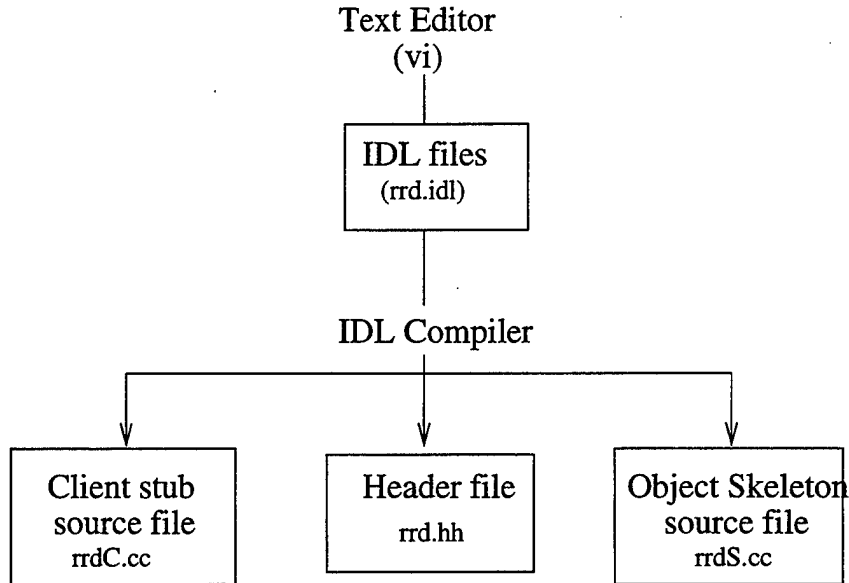 Text Editor
(vi)
IDL files
(rrd.idl)
IDL Compiler
Client stub
source file
rrdC.cc
Header file
rrd.hh
Object Skeleton
source file
rrdS.cc